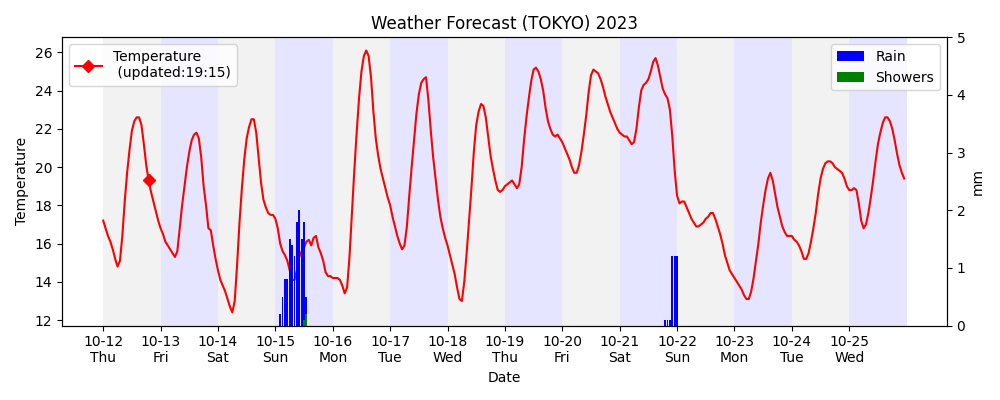 Weather Forecast (TOKYO) 2023
Temperature
(updated:19:15)
Rain
Showers
26
24
22
20
18
16
14
12
Temperature
5
4
3
2
1
0
mm
10-12 10-13 10-14 10-15 10-16 10-17 10-18 10-19 10-20 10-21 10-22 10-23 10-24 10-25
Thu Fri Sat Sun Mon Tue Wed Thu Fri Sat Sun Mon Tue Wed
Date